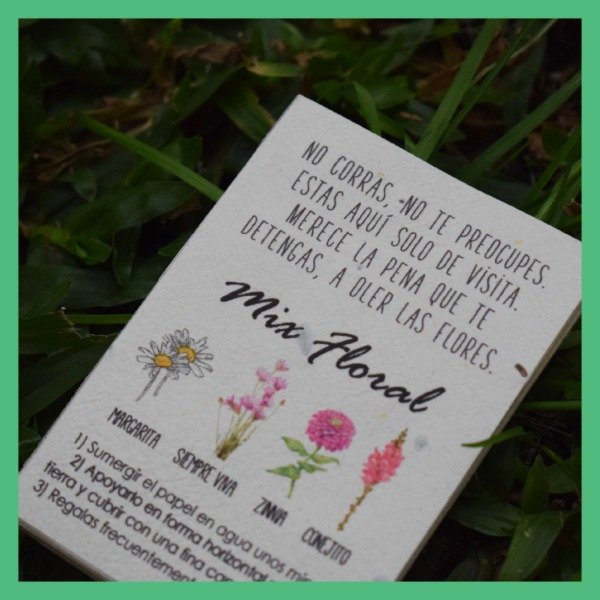 NO CORRAS, NO TE PREOCUPES.
ESTAS AQUÍ SOLO DE VISITA.
MERECE LA PENA QUE TE
DETENGAS, A OLER LAS FLORES.
Mix Floral
MARGARITA
SIEMPRE VIVA
ZINNIA
CONEJITO
1) Sumergir el papel en agua unos
2) Apoyarlo en forma horizontal
tierra y cubrir con una fina
3) Regalas frecuentemente